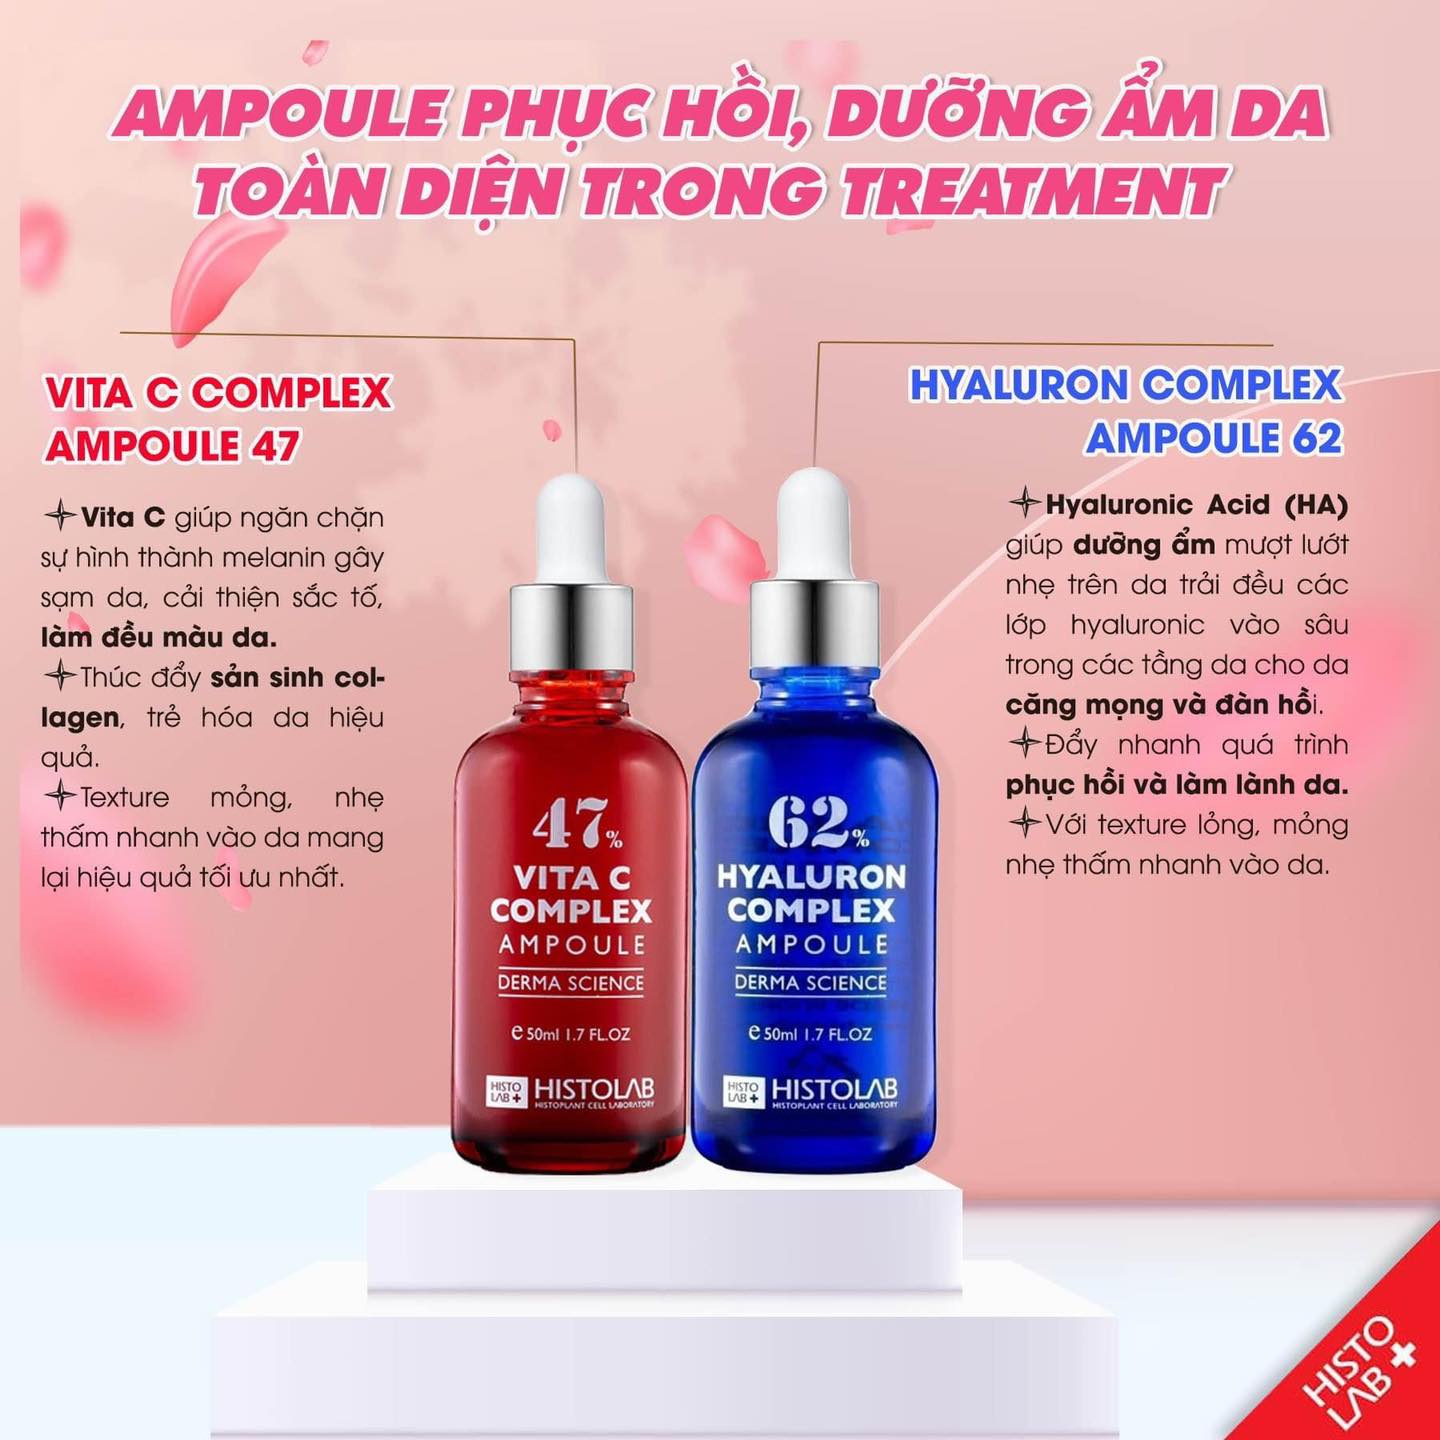 AMPOULE PHỤC HỒI, DƯỠNG ẨM DA
TOÀN DIỆN TRONG TREATMENT
VITA C COMPLEX
AMPOULE 47
Vita C giúp ngăn chặn
sự hình thành melanin gây
sạm da, cải thiện sắc tố,
làm đều màu da.
Thúc đẩy sản sinh col-
lagen, trẻ hóa da hiệu
quả.
Texture mỏng, nhẹ
thấm nhanh vào da mang
lại hiệu quả tối ưu nhất.
HYALURON COMPLEX
AMPOULE 62
Hyaluronic Acid (HA)
giúp dưỡng ẩm mượt lướt
nhẹ trên da trải đều các
lớp hyaluronic vào sâu
trong các tầng da cho da
căng mọng và đàn hồi.
Đẩy nhanh quá trình
phục hồi và làm lành da.
Với texture lỏng, mỏng
nhẹ thấm nhanh vào da.
47%
VITA C
COMPLEX
AMPOULE
DERMA SCIENCE
e 50ml 1.7 FL.OZ
HISTO
LAB+
HISTOLAB
HISTOPLANT CELL LABORATORY
62%
HYALURON
COMPLEX
AMPOULE
DERMA SCIENCE
e 50ml 1.7 FL.OZ
HISTO
LAB+
HISTOLAB
HISTOPLANT CELL LABORATORY
HISTO
LAB+